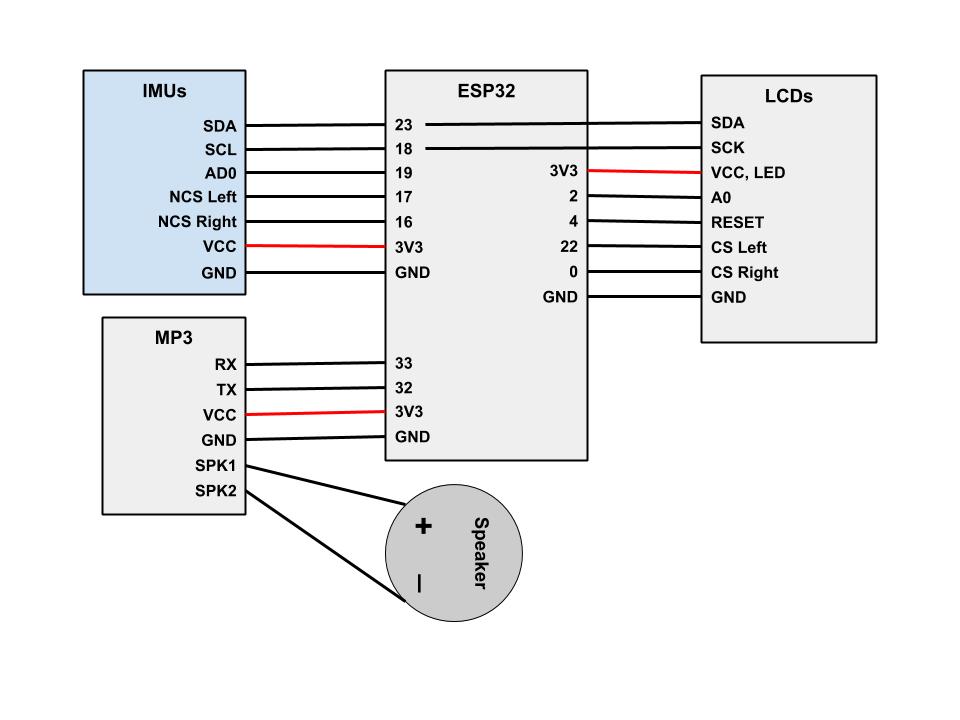 IMUs
SDA
SCL
AD0
NCS Left
NCS Right
VCC
GND
ESP32
23
18
19
17
16
3V3
GND
3V3
2
4
22
0
GND
33
32
3V3
GND
LCDs
SDA
SCK
VCC, LED
A0
RESET
CS Left
CS Right
GND
MP3
RX
TX
VCC
GND
SPK1
SPK2
+
–
Speaker